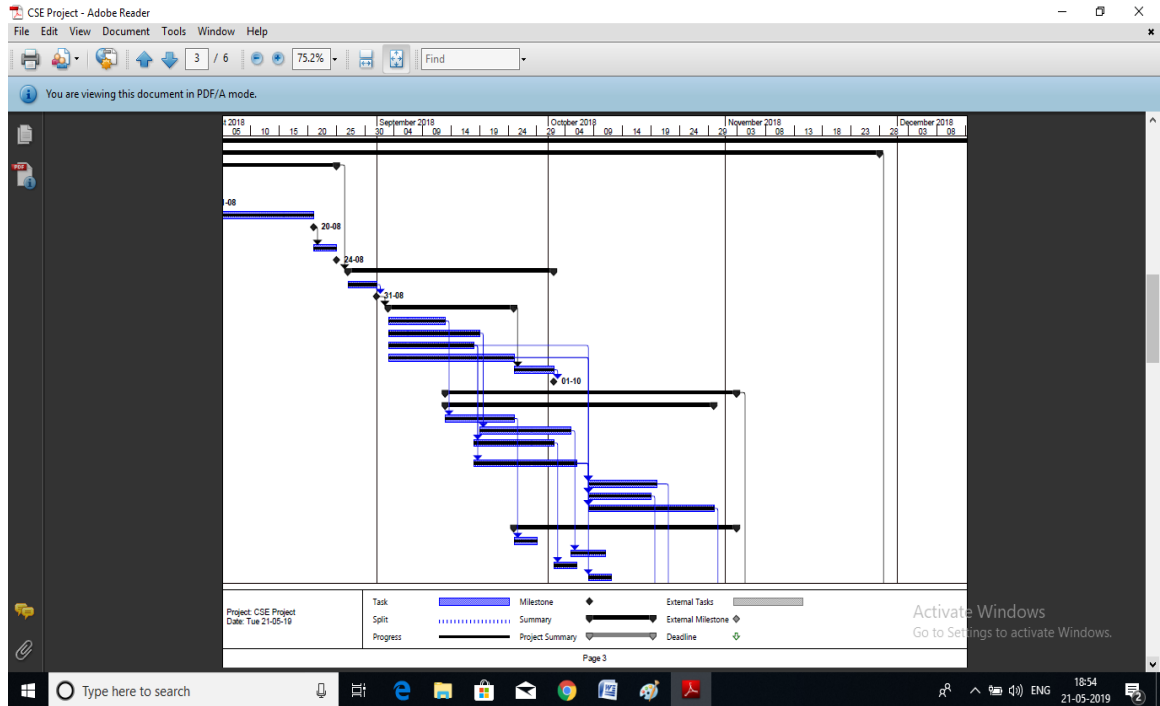 CSE Project - Adobe Reader
File Edit View Document Tools Window Help
3 / 6 75.2% Find
You are viewing this document in PDF/A mode.
t 2018 September 2018 October 2018 November 2018 December 2018
05 10 15 20 25 30 04 09 14 19 24 29 04 09 14 19 24 29 03 08 13 18 23 28 03 08
1-08
20-08
24-08
31-08
01-10
Project: CSE Project
Date: Tue 21-05-19
Task Milestone External Tasks
Split Summary External Milestone
Progress Project Summary Deadline
Page 3
Activate Windows
Go to Settings to activate Windows.
Type here to search
ENG
18:54
21-05-2019
2